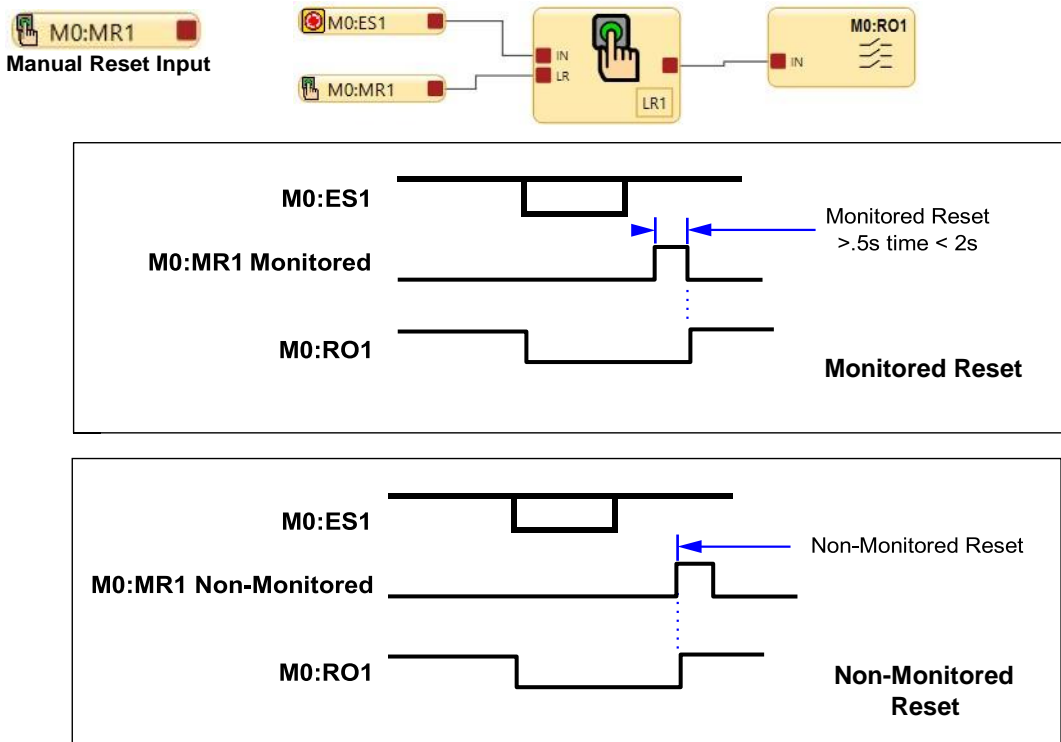 M0:MR1
Manual Reset Input
M0:ES1
M0:MR1
IN
LR
LR1
M0:RO1
IN
M0:ES1
Monitored Reset
>.5s time < 2s
M0:MR1 Monitored
M0:RO1
Monitored Reset
M0:ES1
Non-Monitored Reset
M0:MR1 Non-Monitored
M0:RO1
Non-Monitored
Reset